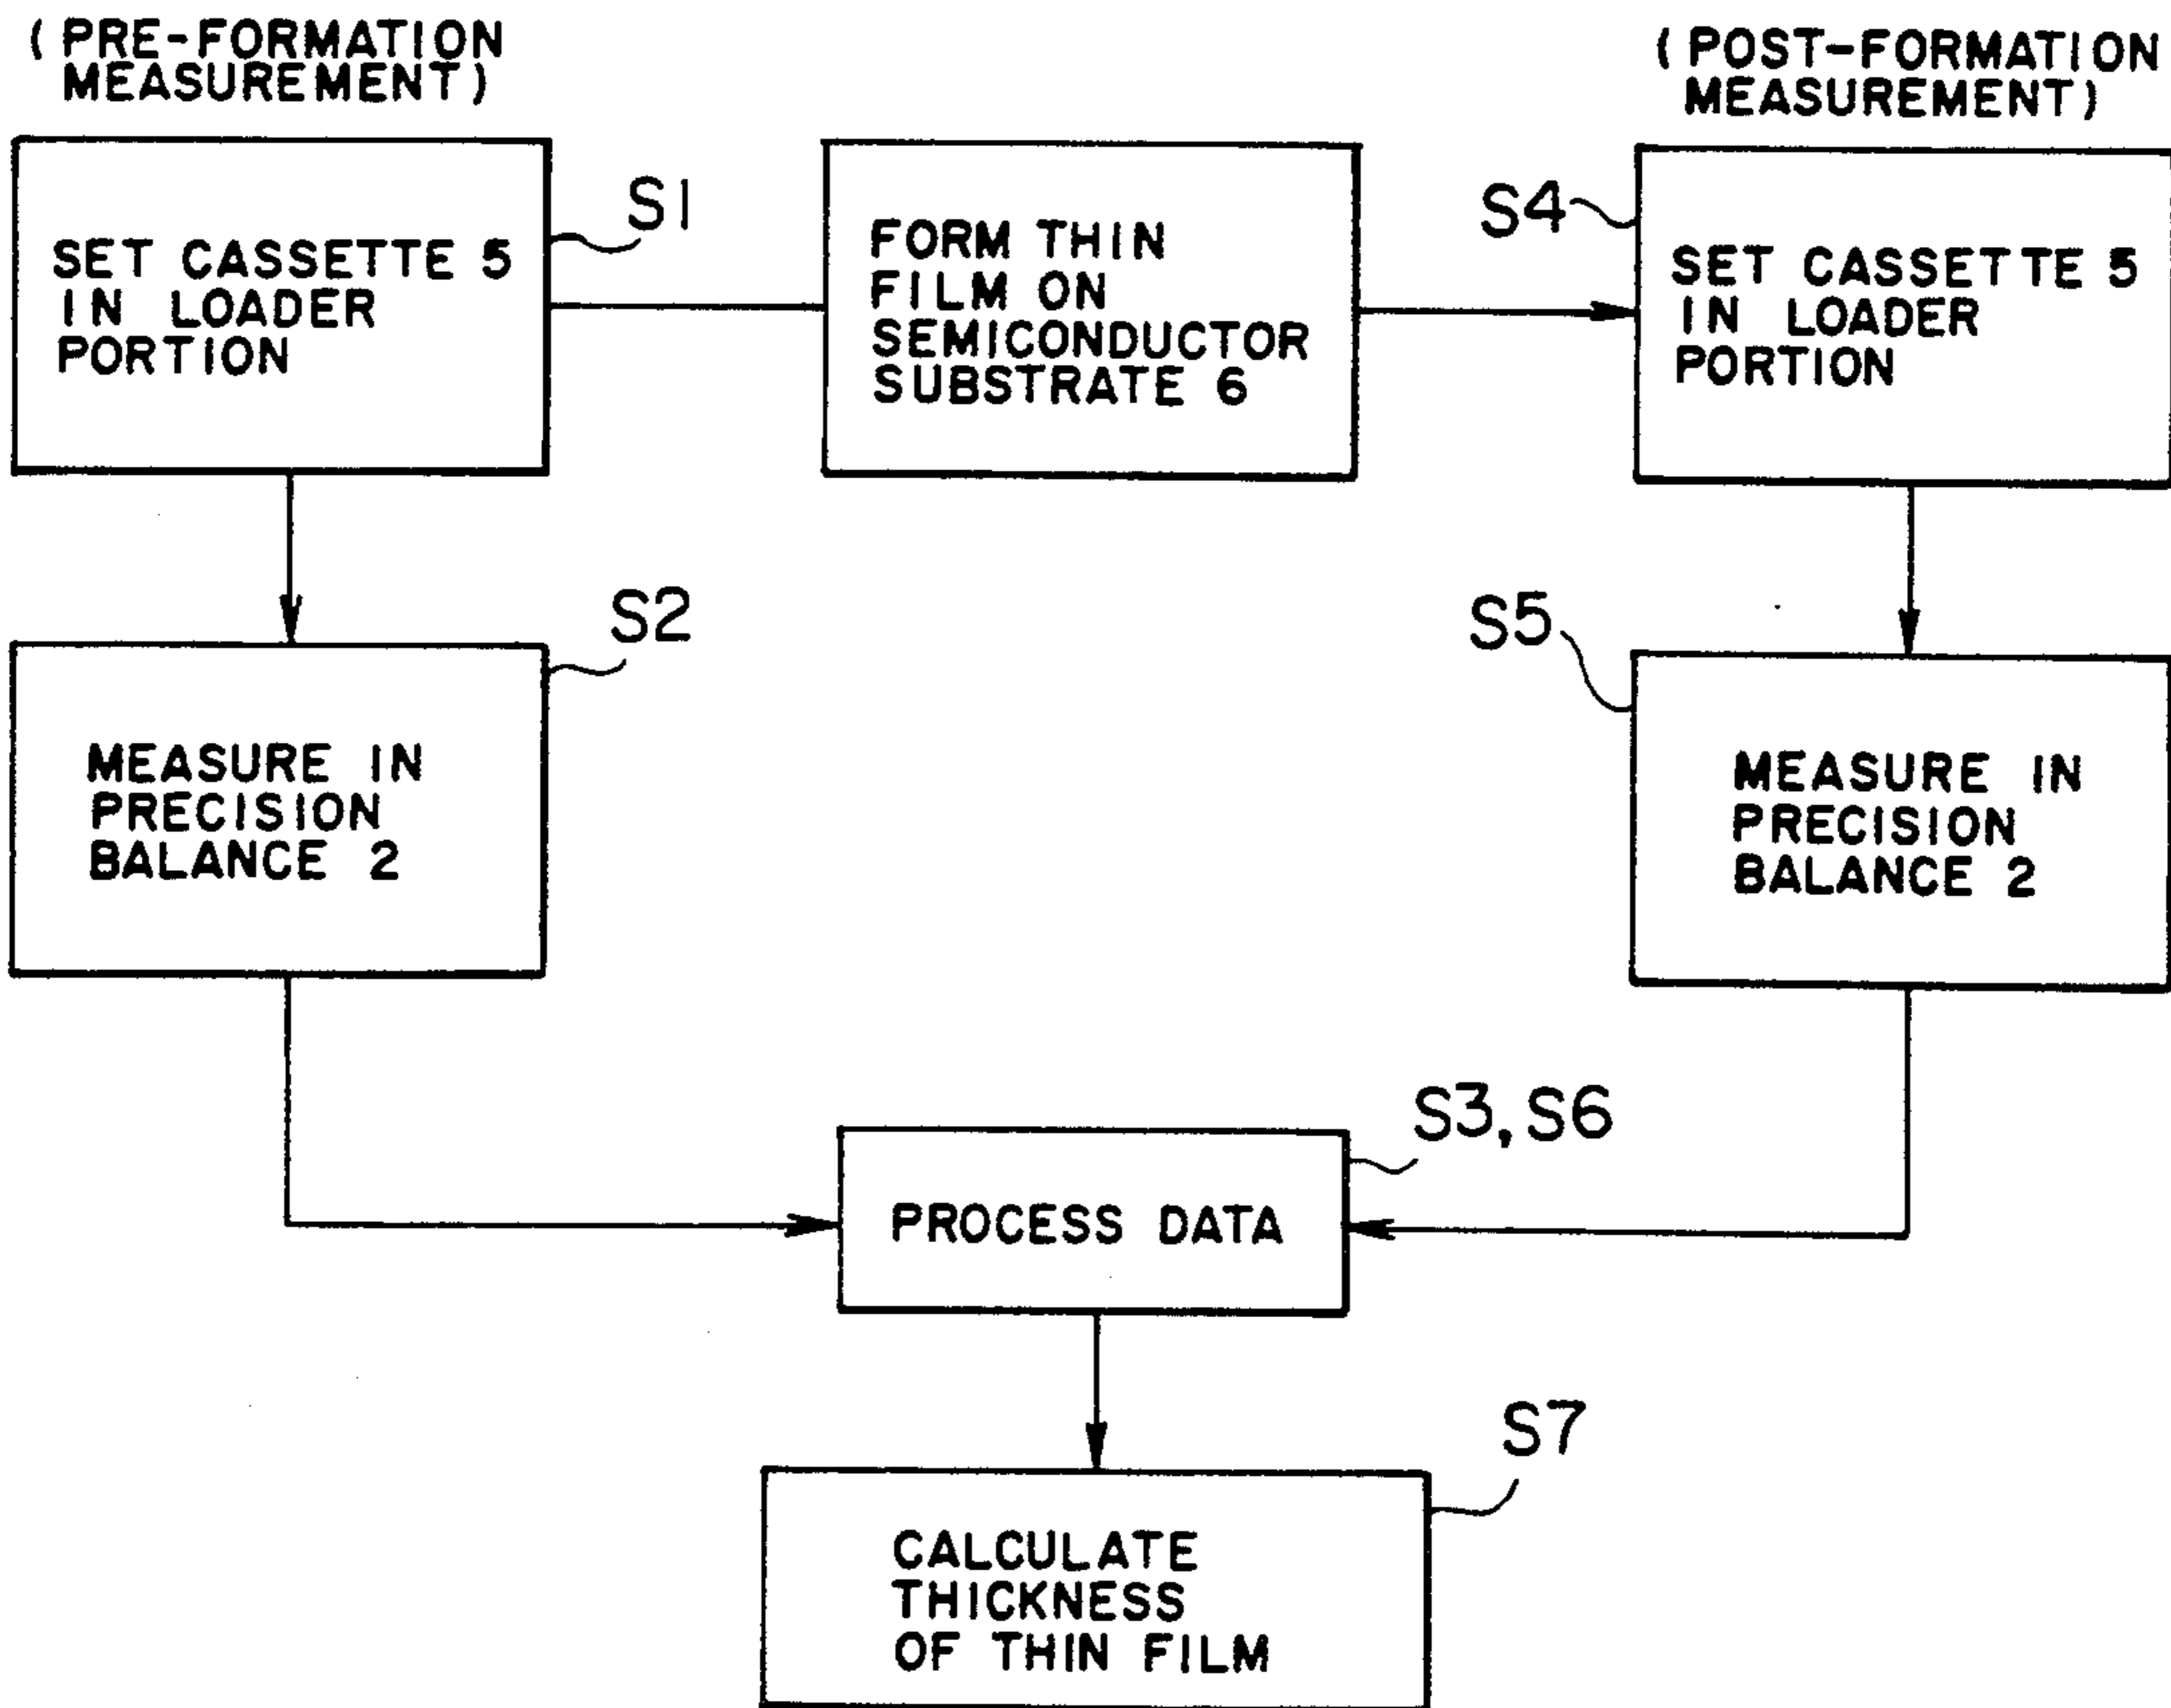 ( PRE-FORMATION
MEASUREMENT )
( POST-FORMATION
MEASUREMENT )
SET CASSETTE 5
IN LOADER
PORTION
S1
FORM THIN
FILM ON
SEMICONDUCTOR
SUBSTRATE 6
S4
SET CASSETTE 5
IN LOADER
PORTION
S2
MEASURE IN
PRECISION
BALANCE 2
S5
MEASURE IN
PRECISION
BALANCE 2
S3, S6
PROCESS DATA
S7
CALCULATE
THICKNESS
OF THIN FILM